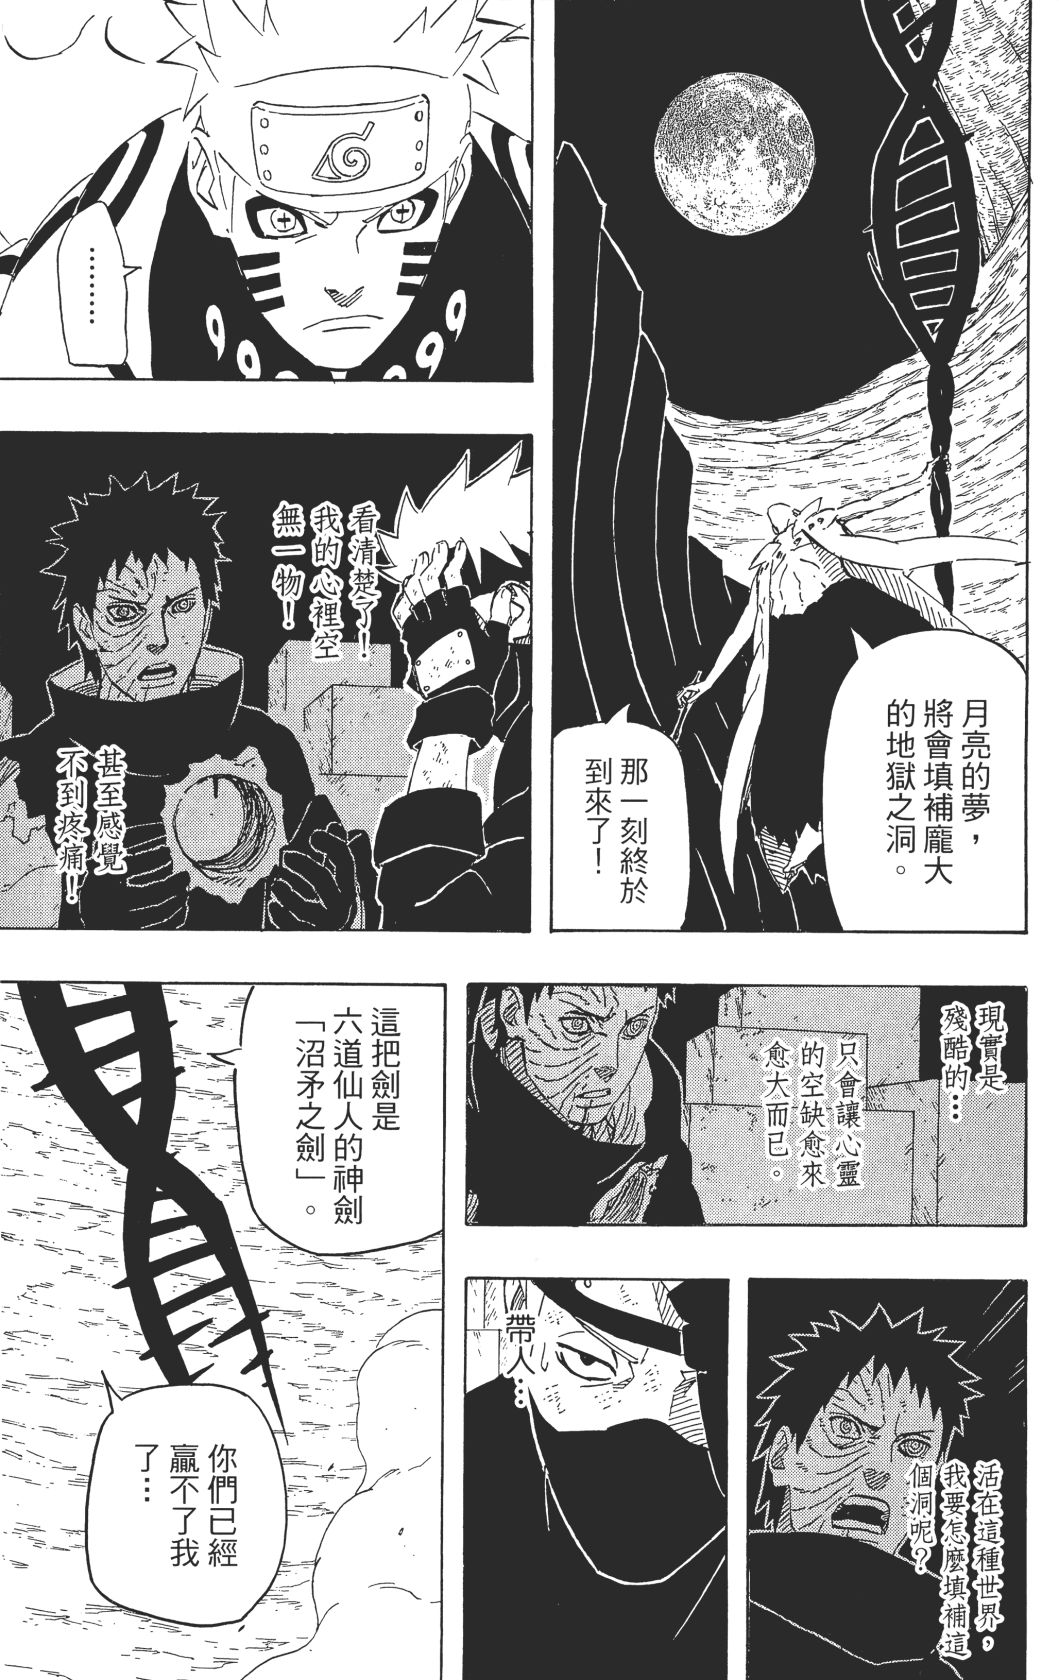 月亮的夢，
將會填補龐大
的地獄之洞。
那一刻終於
到來了！
………
看清楚了！
我的心裡空
無一物！
甚至感覺
不到疼痛！
現實是
殘酷的…
只會讓心靈
的空缺愈來
愈大而已。
活在這種世界，
我要怎麼填補這
個洞呢？
帶人…
這把劍是
六道仙人的神劍
「沼矛之劍」。
你們已經
贏不了我
了…